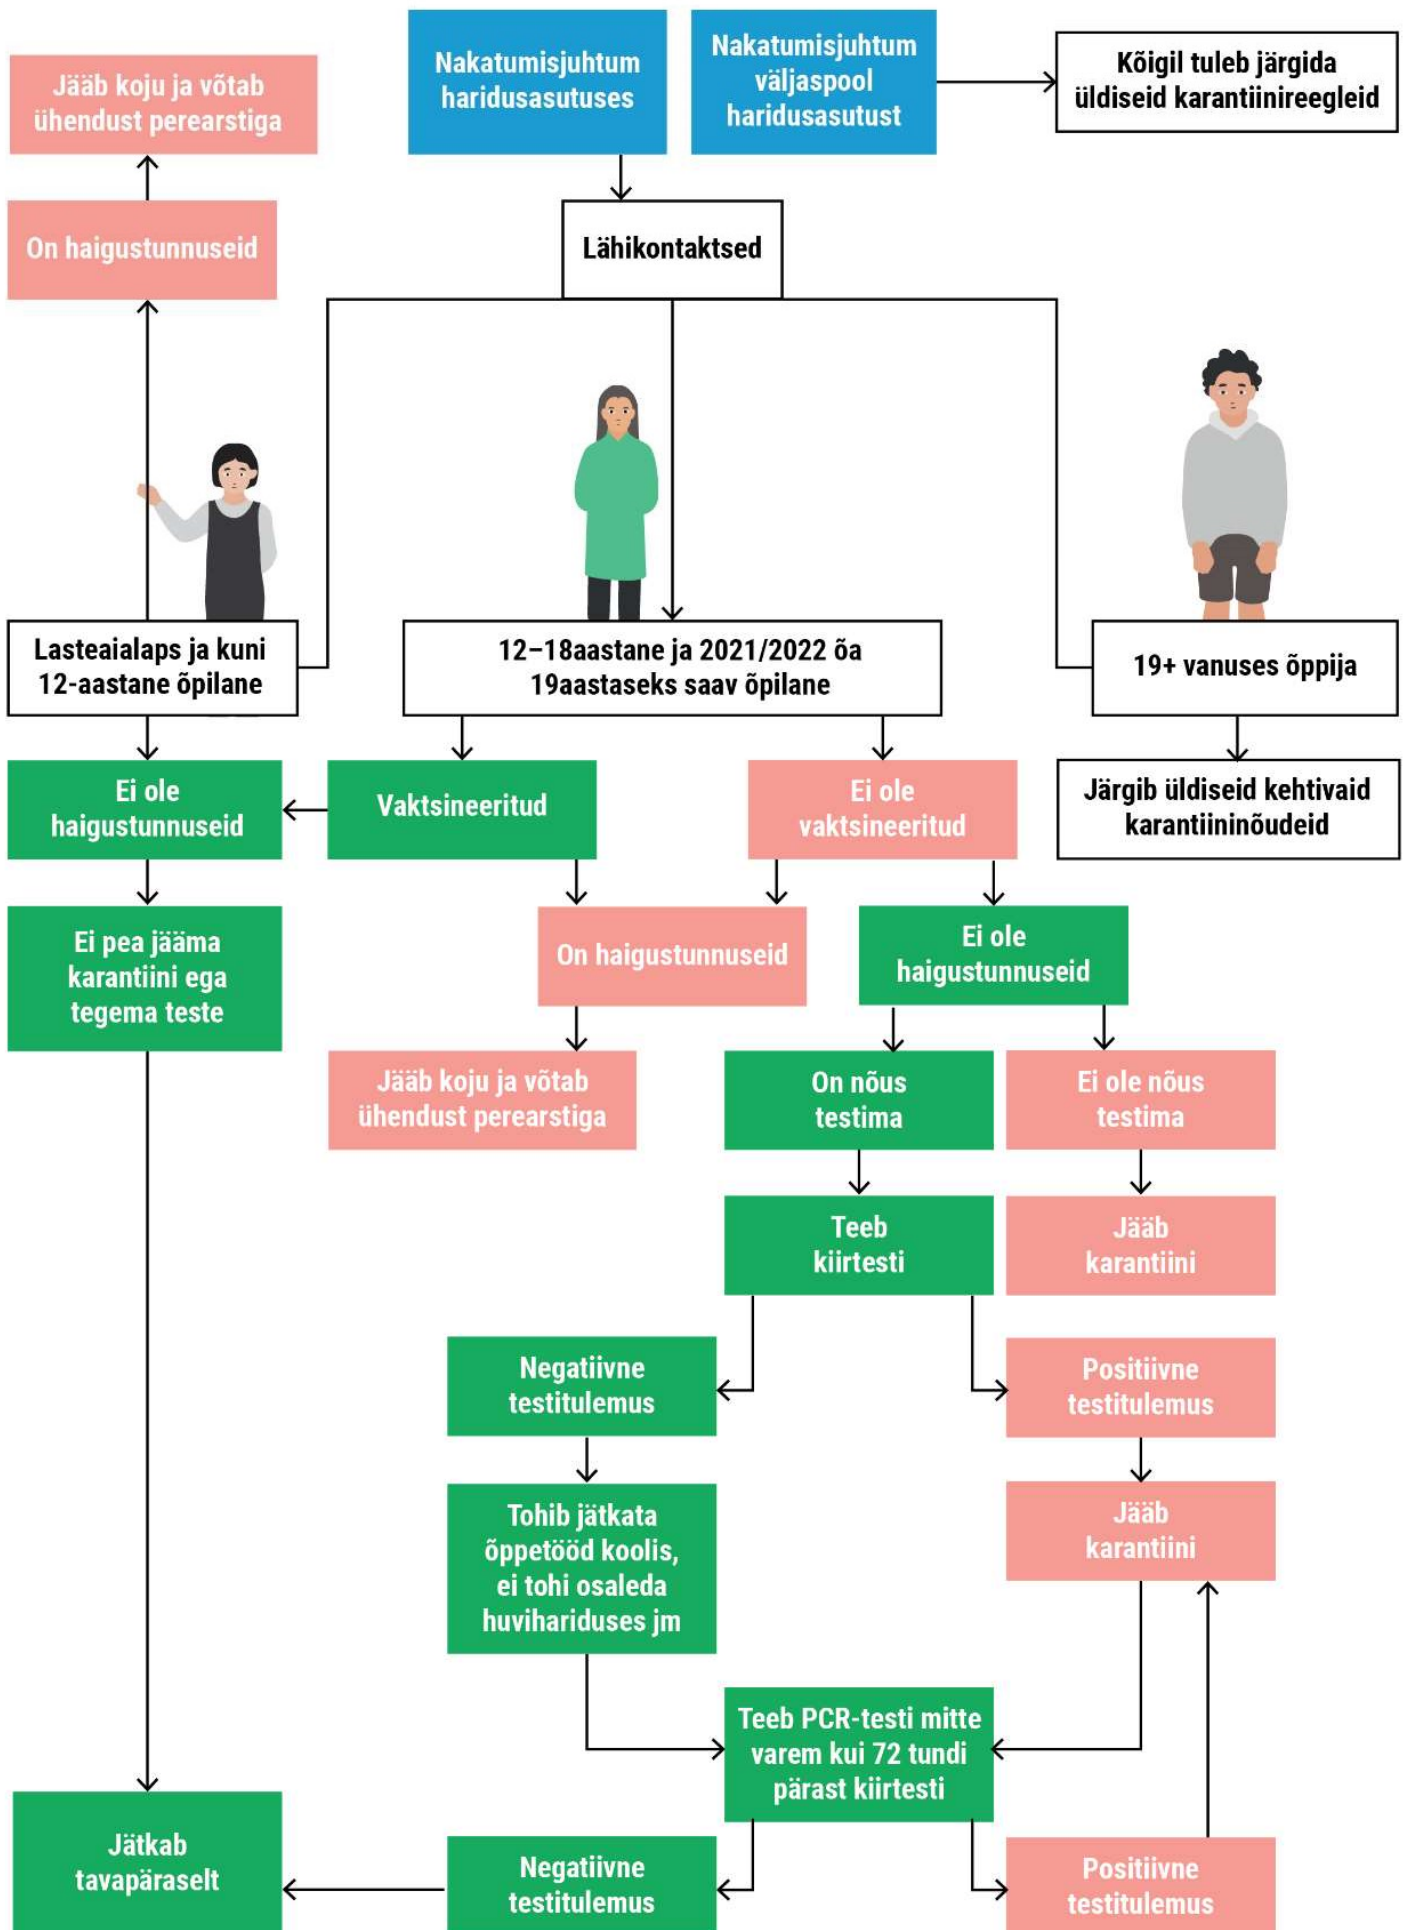 Nakatumisjuhtum
haridusasutuses
Nakatumisjuhtum
väljaspool
haridusasutust
Kõigil tuleb järgida
üldiseid karantiinireegleid
Jääb koju ja võtab
ühendust perearstiga
On haigustunnuseid
Lähikontaktsed
Lasteaialaps ja kuni
12-aastane õpilane
12–18aastane ja 2021/2022 õa
19aastaseks saav õpilane
19+ vanuses õppija
Ei ole
haigustunnuseid
Vaktsineeritud
Ei ole
vaktsineeritud
Järgib üldiseid kehtivaid
karantiininõudeid
Ei pea jääma
karantiini ega
tegema teste
On haigustunnuseid
Ei ole
haigustunnuseid
Jääb koju ja võtab
ühendust perearstiga
On nõus
testima
Ei ole nõus
testima
Teeb
kiirtesti
Jääb
karantiini
Negatiivne
testitulemus
Positiivne
testitulemus
Tohib jätkata
õppetööd koolis,
ei tohi osaleda
huvihariduses jm
Jääb
karantiini
Teeb PCR-testi mitte
varem kui 72 tundi
pärast kiirtesti
Jätkab
tavapäraselt
Negatiivne
testitulemus
Positiivne
testitulemus